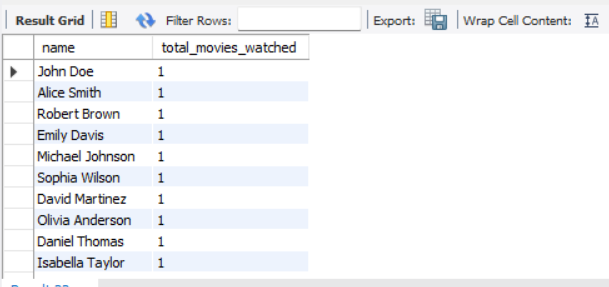 Result Grid Filter Rows: Export: Wrap Cell Content: IA
name total_movies_watched
John Doe 1
Alice Smith 1
Robert Brown 1
Emily Davis 1
Michael Johnson 1
Sophia Wilson 1
David Martinez 1
Olivia Anderson 1
Daniel Thomas 1
Isabella Taylor 1